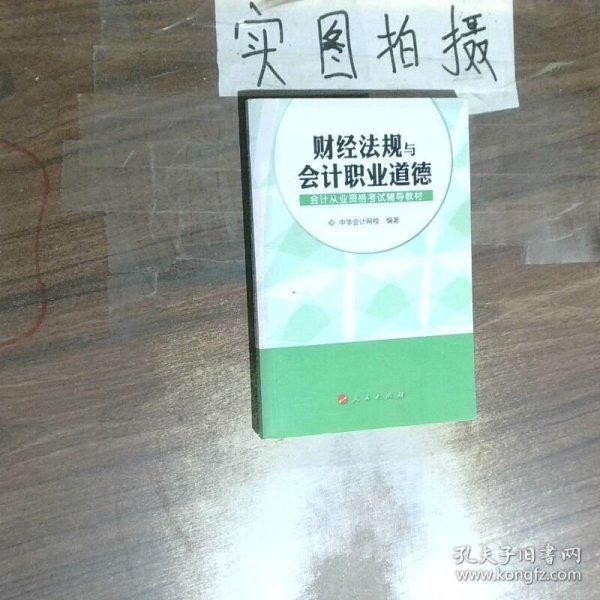 实图拍摄
财经法规与
会计职业道德
会计从业资格考试辅导教材
中华会计网校 编著
人民出版社
孔夫子旧书网
www.kongfz.com